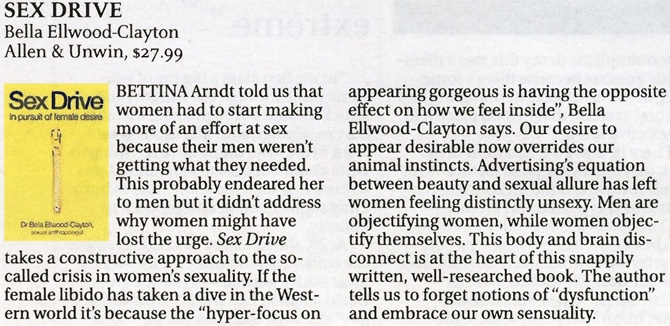 SEX DRIVE
Bella Ellwood-Clayton
Allen & Unwin, $27.99
Sex Drive
In pursuit of female desire
Dr Bella Ellwood-Clayton,
sexual anthropologist
BETTINA Arndt told us that
women had to start making
more of an effort at sex
because their men weren't
getting what they needed.
This probably endeared her
to men but it didn't address
why women might have
lost the urge. Sex Drive
takes a constructive approach to the so-
called crisis in women's sexuality. If the
female libido has taken a dive in the West-
ern world it's because the "hyper-focus on
appearing gorgeous is having the opposite
effect on how we feel inside", Bella
Ellwood-Clayton says. Our desire to
appear desirable now overrides our
animal instincts. Advertising's equation
between beauty and sexual allure has left
women feeling distinctly unsexy. Men are
objectifying women, while women objec-
tify themselves. This body and brain dis-
connect is at the heart of this snappily
written, well-researched book. The author
tells us to forget notions of "dysfunction"
and embrace our own sensuality.